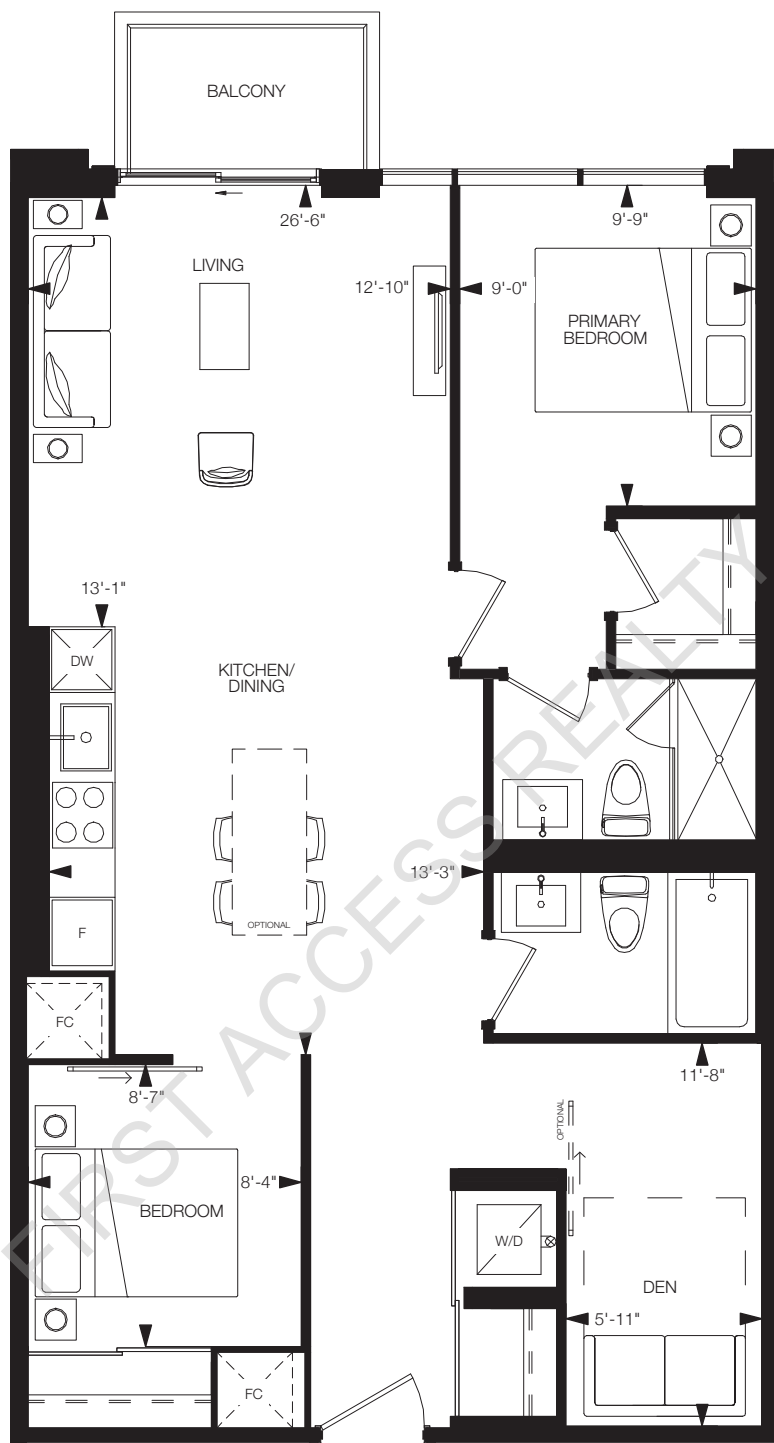 BALCONY
26'-6"
9'-9"
LIVING
12'-10"
9'-0"
PRIMARY
BEDROOM
13'-1"
DW
KITCHEN/
DINING
OPTIONAL
13'-3"
F
FC
8'-7"
11'-8"
OPTIONAL
8'-4"
BEDROOM
W/D
DEN
5'-11"
FC
FIRST ACCESS REALTY